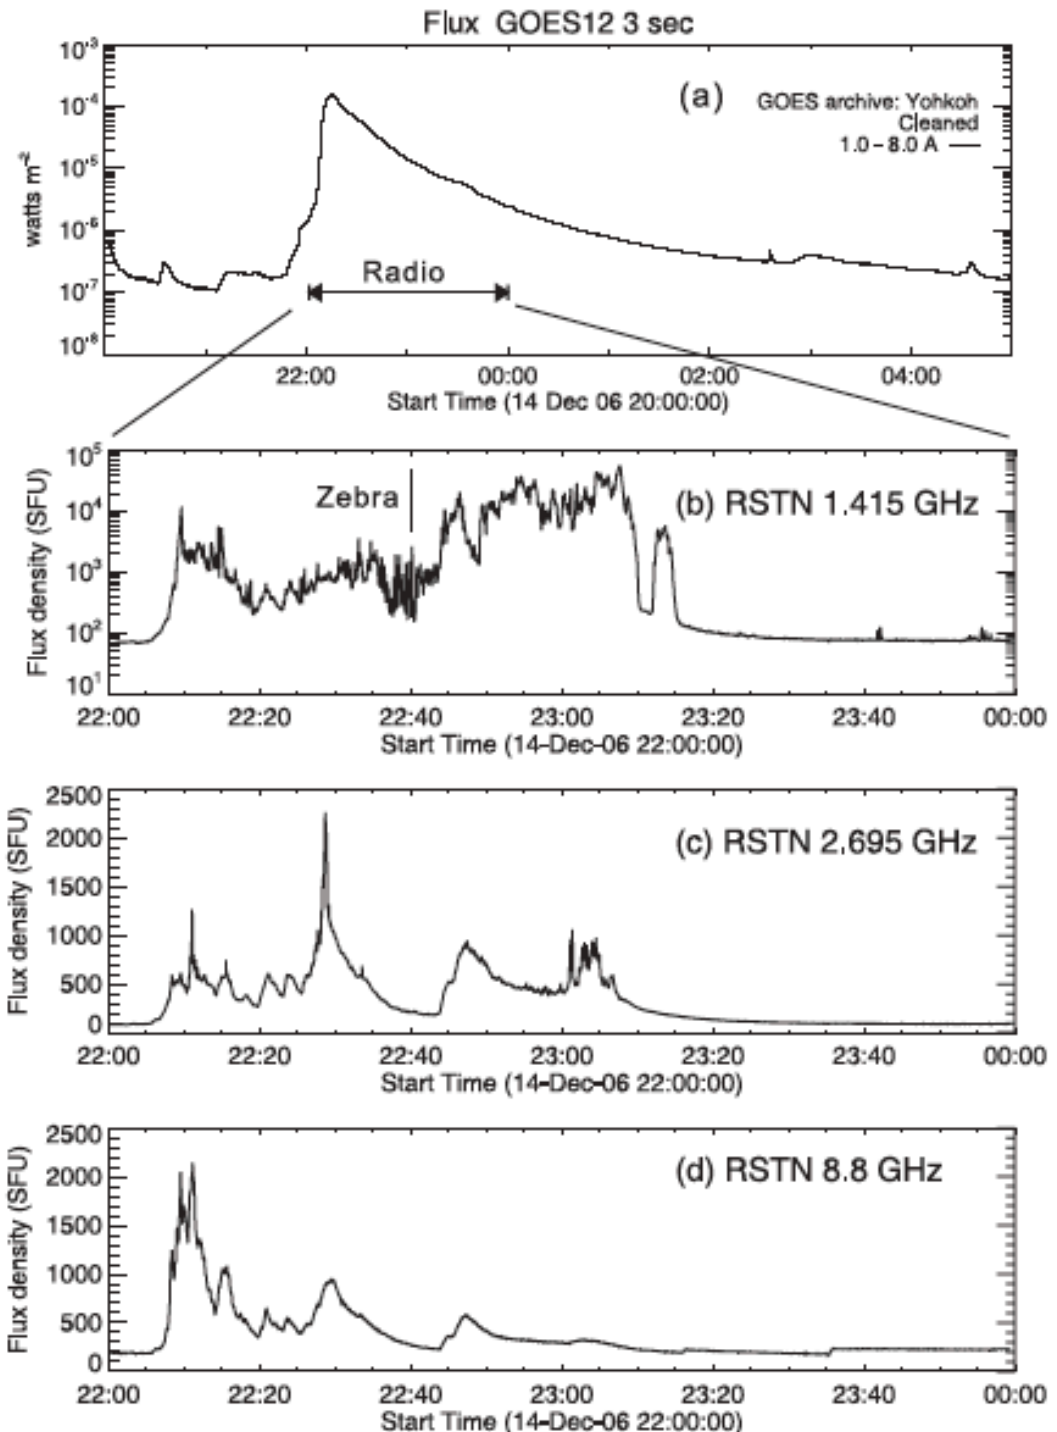 Flux GOES12 3 sec
(a)
GOES archive: Yohkoh
Cleaned
1.0 – 8.0 A
watts m⁻²
10⁻³
10⁻⁴
10⁻⁵
10⁻⁶
10⁻⁷
10⁻⁸
Radio
22:00 00:00 02:00 04:00
Start Time (14 Dec 06 20:00:00)
Flux density (SFU)
10⁵
10⁴
10³
10²
10¹
Zebra
(b) RSTN 1.415 GHz
22:00 22:20 22:40 23:00 23:20 23:40 00:00
Start Time (14-Dec-06 22:00:00)
Flux density (SFU)
2500
2000
1500
1000
500
0
(c) RSTN 2.695 GHz
22:00 22:20 22:40 23:00 23:20 23:40 00:00
Start Time (14-Dec-06 22:00:00)
Flux density (SFU)
2500
2000
1500
1000
500
0
(d) RSTN 8.8 GHz
22:00 22:20 22:40 23:00 23:20 23:40 00:00
Start Time (14-Dec-06 22:00:00)